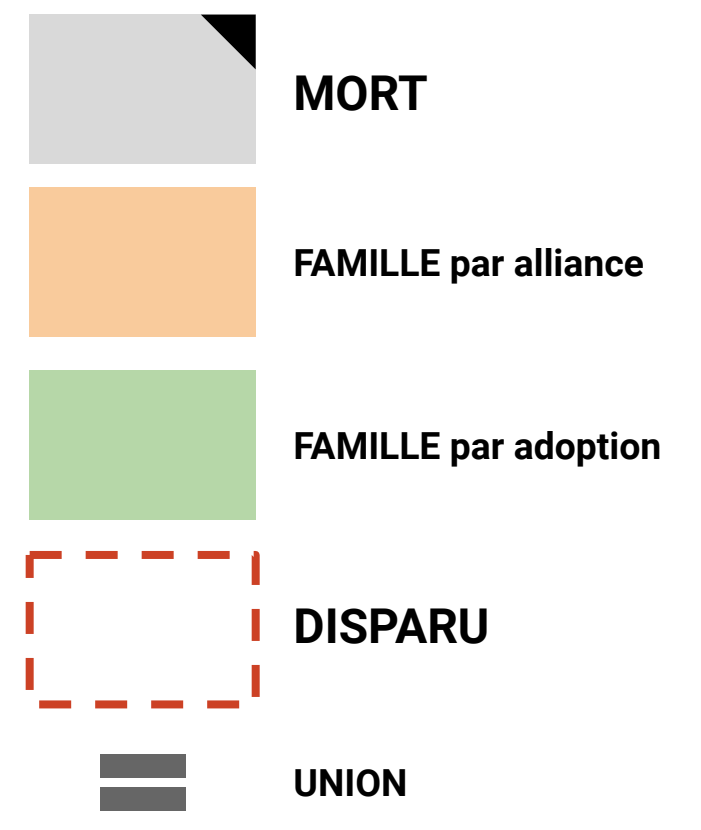 MORT
FAMILLE par alliance
FAMILLE par adoption
DISPARU
UNION